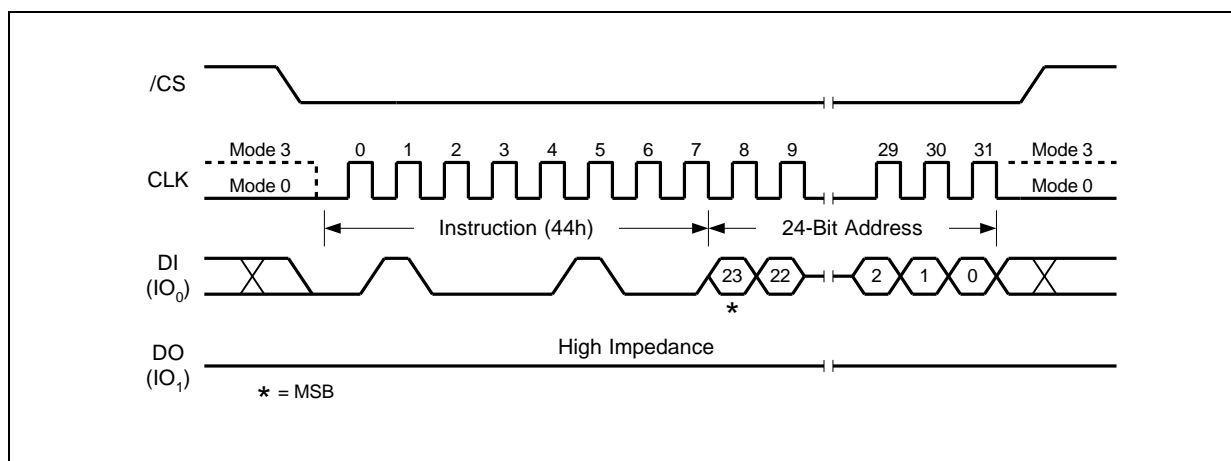 /CS
Mode 3 0 1 2 3 4 5 6 7 8 9 29 30 31 Mode 3
CLK Mode 0 Mode 0
Instruction (44h) 24-Bit Address
DI
(IO₀)
23 22 2 1 0
*
High Impedance
DO
(IO₁)
* = MSB